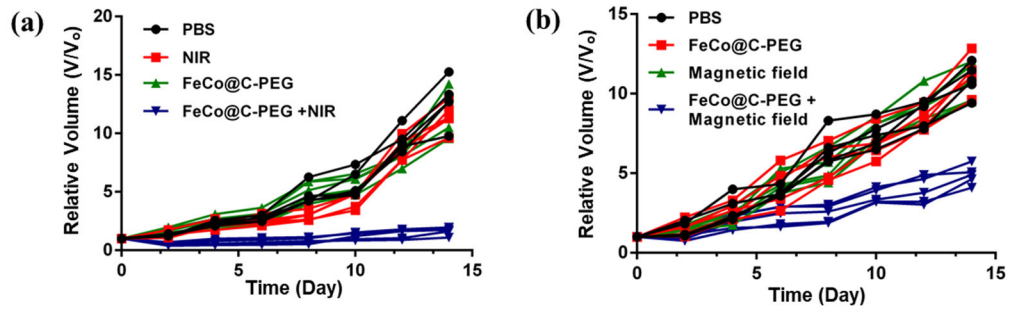 (a)
Relative Volume (V/Vₒ)
20
15
10
5
0
PBS
NIR
FeCo@C-PEG
FeCo@C-PEG +NIR
0 5 10 15
Time (Day)
(b)
Relative Volume (V/Vₒ)
15
10
5
0
PBS
FeCo@C-PEG
Magnetic field
FeCo@C-PEG +
Magnetic field
0 5 10 15
Time (Day)